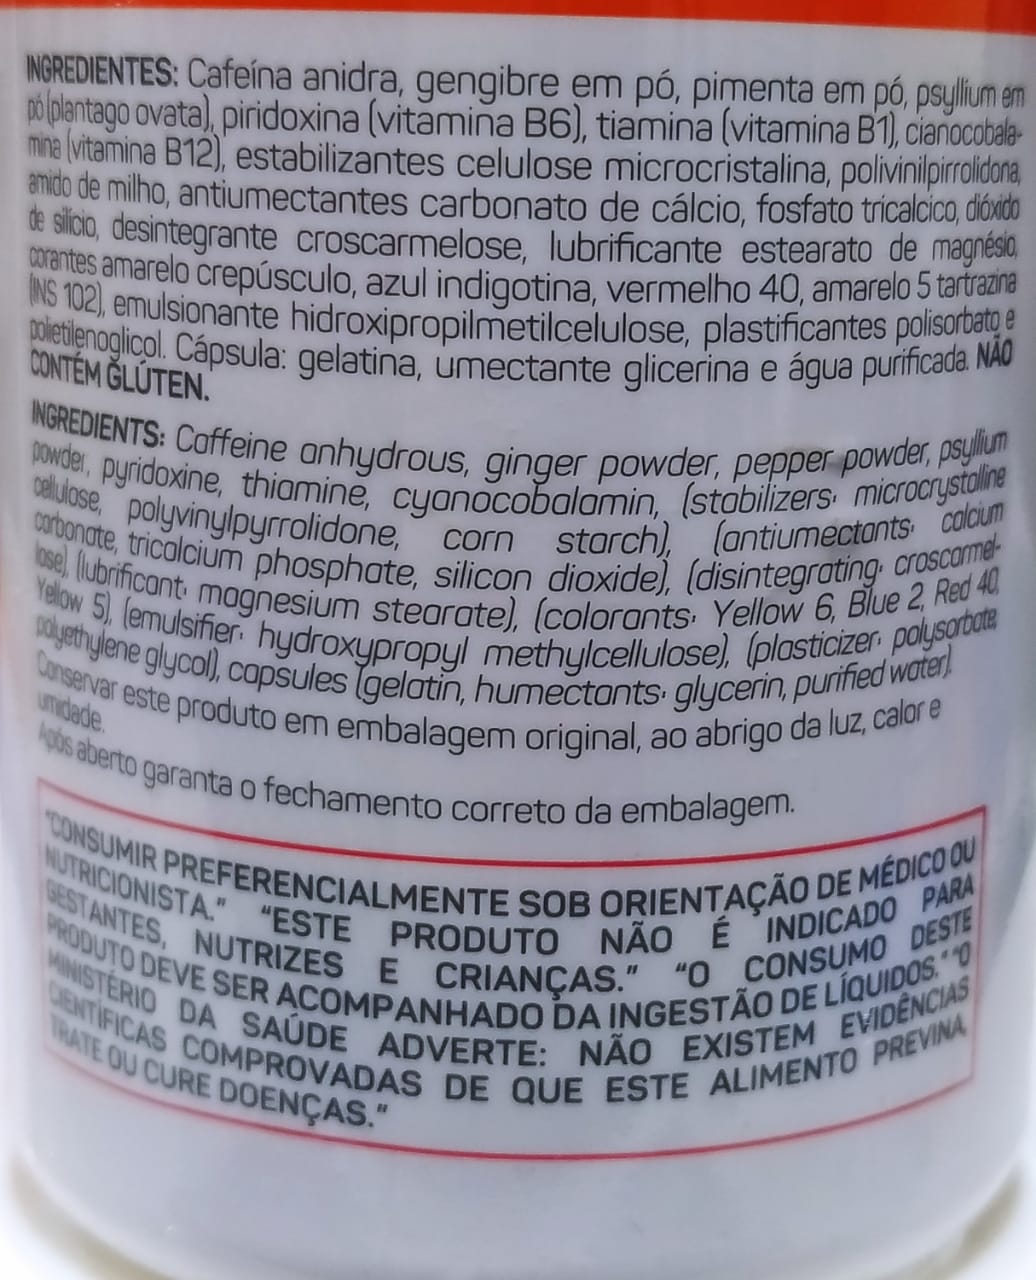 INGREDIENTES: Cafeína anidra, gengibre em pó, pimenta em pó, psyllium em
pó (plantago ovata), piridoxina (vitamina B6), tiamina (vitamina B1), cianocobala-
mina (vitamina B12), estabilizantes celulose microcristalina, polivinilpirrolidona,
amido de milho, antiumectantes carbonato de cálcio, fosfato tricalcico, dióxido
de silício, desintegrante croscarmelose, lubrificante estearato de magnésio,
corantes amarelo crepúsculo, azul indigotina, vermelho 40, amarelo 5 tartrazina
(INS 102), emulsionante hidroxipropilmetilcelulose, plastificantes polisorbato e
polietilenoglicol. Cápsula: gelatina, umectante glicerina e água purificada. NÃO
CONTÉM GLÚTEN.
INGREDIENTS: Caffeine anhydrous, ginger powder, pepper powder, psyllium
powder, pyridoxine, thiamine, cyanocobalamin, (stabilizers: microcrystalline
cellulose, polyvinylpyrrolidone, corn starch), (antiumectants: calcium
carbonate, tricalcium phosphate, silicon dioxide), (disintegrating: croscarmel-
lose), (lubrificant: magnesium stearate), (colorants: Yellow 6, Blue 2, Red 40,
Yellow 5), (emulsifier: hydroxypropyl methylcellulose), (plasticizer: polysorbate,
polyethylene glycol), capsules (gelatin, humectants: glycerin, purified water).
Conservar este produto em embalagem original, ao abrigo da luz, calor e
umidade.
Após aberto garanta o fechamento correto da embalagem.
"CONSUMIR PREFERENCIALMENTE SOB ORIENTAÇÃO DE MÉDICO OU
NUTRICIONISTA." "ESTE PRODUTO NÃO É INDICADO PARA
GESTANTES, NUTRIZES E CRIANÇAS." "O CONSUMO DESTE
PRODUTO DEVE SER ACOMPANHADO DA INGESTÃO DE LÍQUIDOS." "O
MINISTÉRIO DA SAÚDE ADVERTE: NÃO EXISTEM EVIDÊNCIAS
CIENTÍFICAS COMPROVADAS DE QUE ESTE ALIMENTO PREVINA,
TRATE OU CURE DOENÇAS."